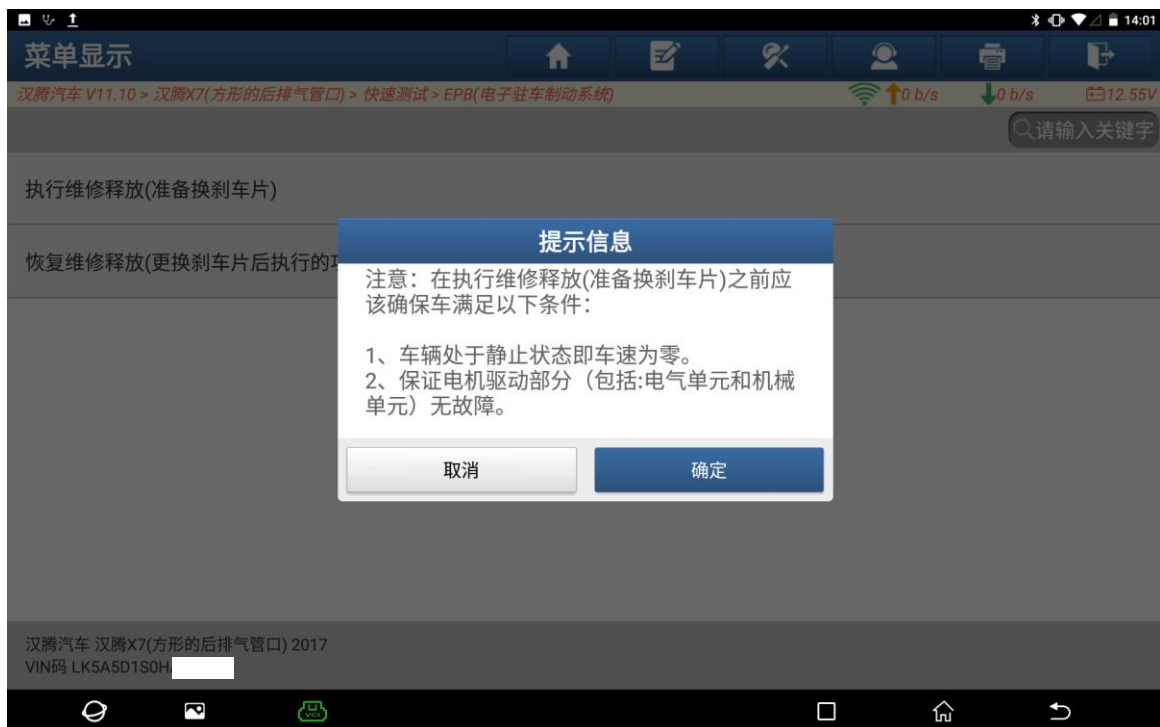 14:01
菜单显示
汉腾汽车 V11.10 > 汉腾X7(方形的后排气管口) > 快速测试 > EPB(电子驻车制动系统)
0 b/s
0 b/s
12.55V
请输入关键字
执行维修释放(准备换刹车片)
恢复维修释放(更换刹车片后执行的
提示信息
注意：在执行维修释放(准备换刹车片)之前应
该确保车满足以下条件：
1、车辆处于静止状态即车速为零。
2、保证电机驱动部分（包括:电气单元和机械
单元）无故障。
取消
确定
汉腾汽车 汉腾X7(方形的后排气管口) 2017
VIN码 LK5A5D1S0H
VCI